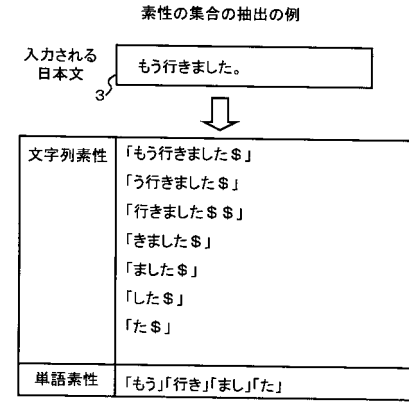 素性の集合の抽出の例
入力される
日本文
もう行きました。
3
文字列素性
「もう行きました$」
「う行きました$」
「行きました$$」
「きました$」
「ました$」
「した$」
「た$」
単語素性
「もう」「行き」「まし」「た」